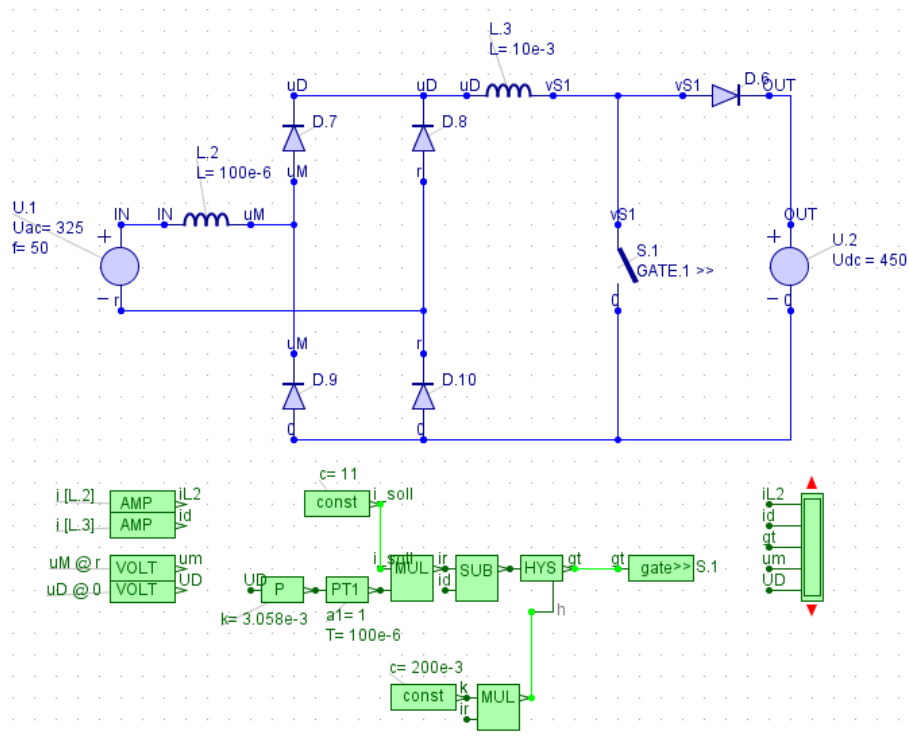 L.3
L= 10e-3
uD
uD
uD
vS1
vS1
D.6
OUT
D.7
D.8
L.2
L= 100e-6
uM
r
U.1
Uac= 325
f= 50
IN
IN
uM
vS1
OUT
+
S.1
GATE.1 >>
+
U.2
Udc = 450
− r
0
− 0
uM
r
D.9
D.10
0
0
c= 11
const
i_soll
i [L.2]
AMP
iL2
i [L.3]
AMP
id
iL2
id
gt
um
UD
uM @ r
VOLT
um
uD @ 0
VOLT
UD
UD
P
k= 3.058e-3
PT1
a1= 1
T= 100e-6
i_soll
MUL
ir
id
SUB
HYS
gt
gt
gate>>
S.1
h
c= 200e-3
const
k
ir
MUL